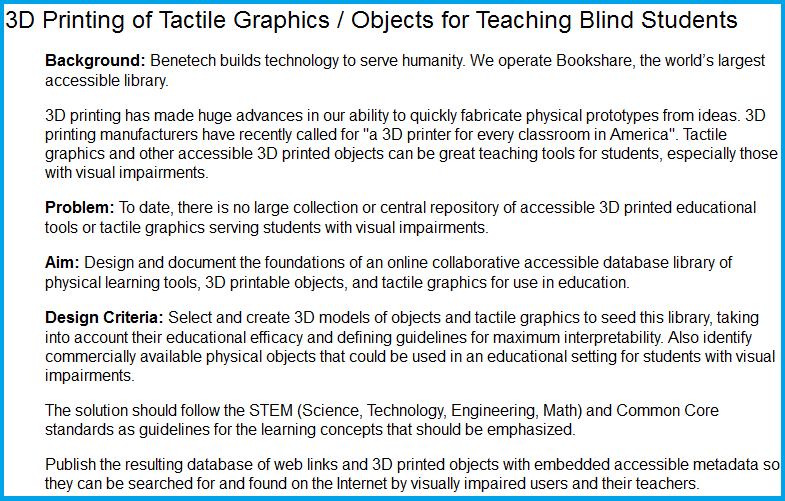 3D Printing of Tactile Graphics / Objects for Teaching Blind Students
Background: Benetech builds technology to serve humanity. We operate Bookshare, the world’s largest
accessible library.
3D printing has made huge advances in our ability to quickly fabricate physical prototypes from ideas. 3D
printing manufacturers have recently called for "a 3D printer for every classroom in America". Tactile
graphics and other accessible 3D printed objects can be great teaching tools for students, especially those
with visual impairments.
Problem: To date, there is no large collection or central repository of accessible 3D printed educational
tools or tactile graphics serving students with visual impairments.
Aim: Design and document the foundations of an online collaborative accessible database library of
physical learning tools, 3D printable objects, and tactile graphics for use in education.
Design Criteria: Select and create 3D models of objects and tactile graphics to seed this library, taking
into account their educational efficacy and defining guidelines for maximum interpretability. Also identify
commercially available physical objects that could be used in an educational setting for students with visual
impairments.
The solution should follow the STEM (Science, Technology, Engineering, Math) and Common Core
standards as guidelines for the learning concepts that should be emphasized.
Publish the resulting database of web links and 3D printed objects with embedded accessible metadata so
they can be searched for and found on the Internet by visually impaired users and their teachers.